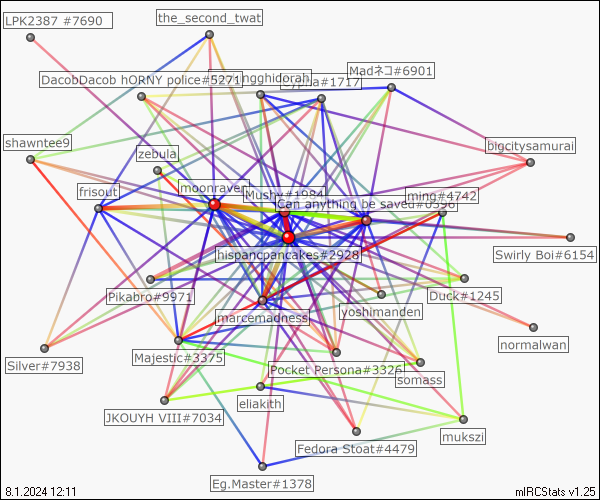 LPK2387 #7690
the_second_twat
DacobDacob hORNY police#5271
ngghidorah
#1717
Madネコ#6901
shawntee9
zebula
bigcitysamurai
moonraven
Mushy#1984
ming#4742
frisout
Can anything be saved#0398
hispancpancakes#2928
Swirly Boi#6154
Pikabro#9971
marcemadness
yoshimanden
Duck#1245
normalwan
Silver#7938
Majestic#3375
Pocket Persona#3326
somass
JKOUYH VIII#7034
eliakith
mukszi
Fedora Stoat#4479
Eg.Master#1378
8.1.2024 12:11
mIRCStats v1.25